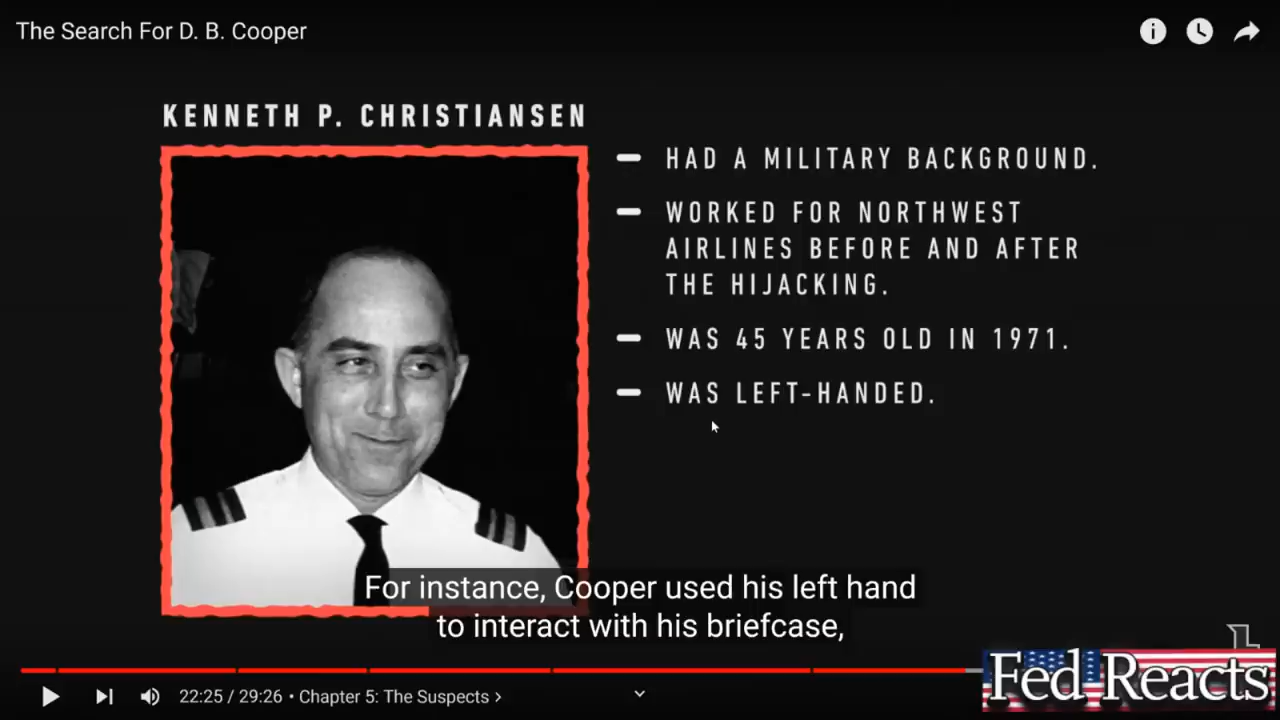 The Search For D. B. Cooper
KENNETH P. CHRISTIANSEN
– HAD A MILITARY BACKGROUND.
– WORKED FOR NORTHWEST
AIRLINES BEFORE AND AFTER
THE HIJACKING.
– WAS 45 YEARS OLD IN 1971.
– WAS LEFT-HANDED.
For instance, Cooper used his left hand
to interact with his briefcase,
22:25 / 29:26 • Chapter 5: The Suspects ›
Fed Reacts